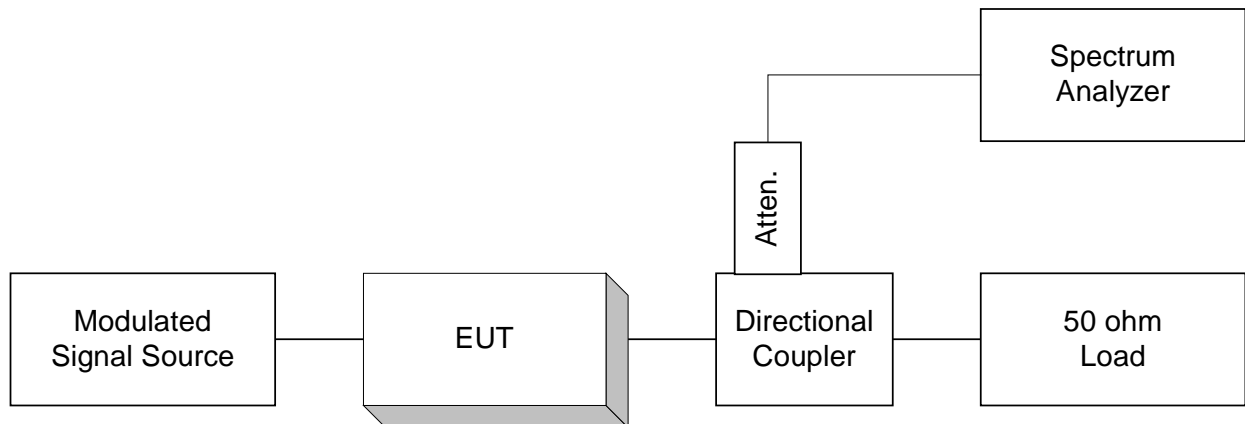 Spectrum
Analyzer
Atten.
Modulated
Signal Source
EUT
Directional
Coupler
50 ohm
Load